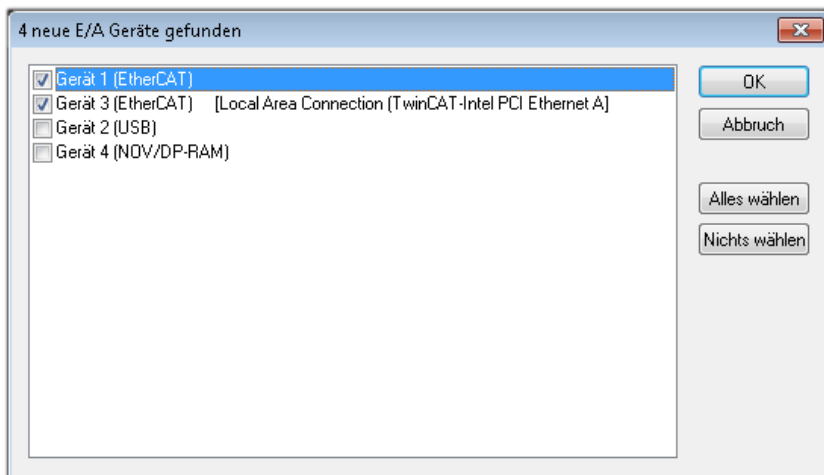 4 neue E/A Geräte gefunden
Gerät 1 (EtherCAT)
Gerät 3 (EtherCAT) [Local Area Connection (TwinCAT-Intel PCI Ethernet A]
Gerät 2 (USB)
Gerät 4 (NOV/DP-RAM)
OK
Abbruch
Alles wählen
Nichts wählen